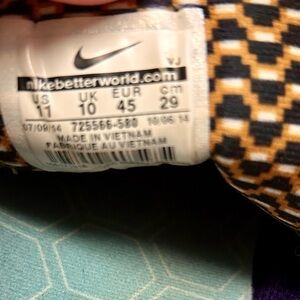 VJ
nikebetterworld.com
US UK EUR cm
11 10 45 29
07/09/14 725566-580 10/06/14
MADE IN VIETNAM
FABRIQUE AU VIETNAM